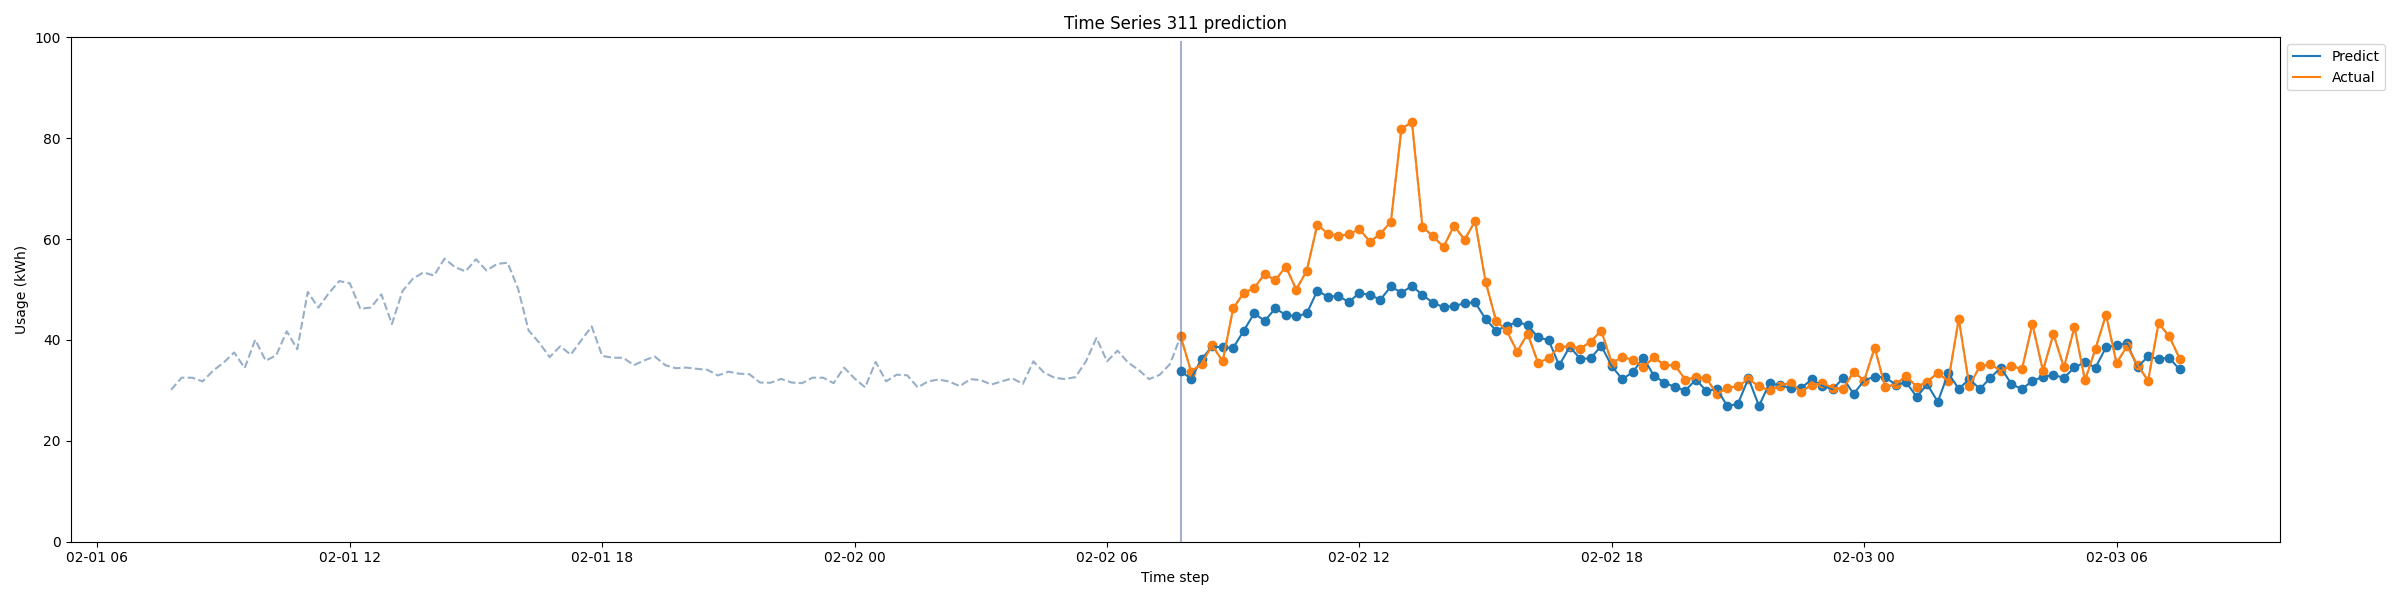 Time Series 311 prediction
Predict
Actual
Usage (kWh)
100
80
60
40
20
0
02-01 06 02-01 12 02-01 18 02-02 00 02-02 06 02-02 12 02-02 18 02-03 00 02-03 06
Time step